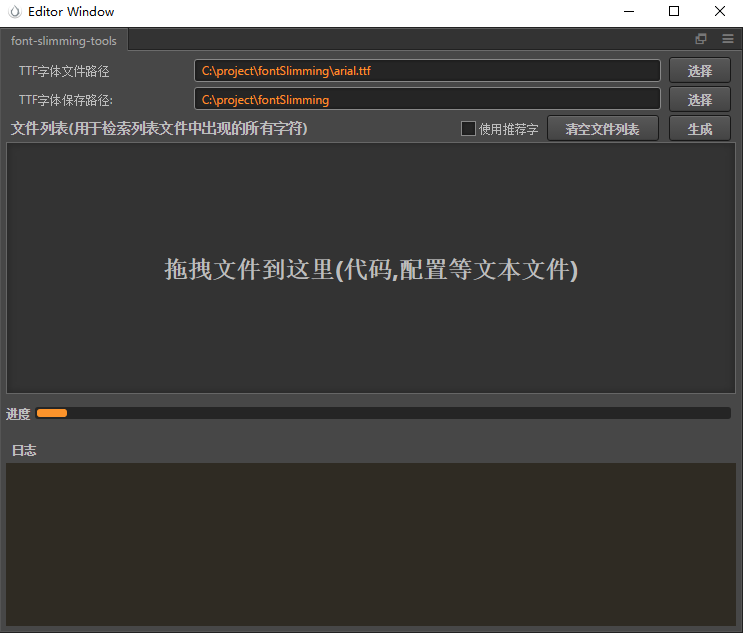 Editor Window
font-slimming-tools
TTF字体文件路径 C:\project\fontSlimming\arial.ttf 选择
TTF字体保存路径: C:\project\fontSlimming 选择
文件列表(用于检索列表文件中出现的所有字符) 使用推荐字 清空文件列表 生成
拖拽文件到这里(代码,配置等文本文件)
进度
日志